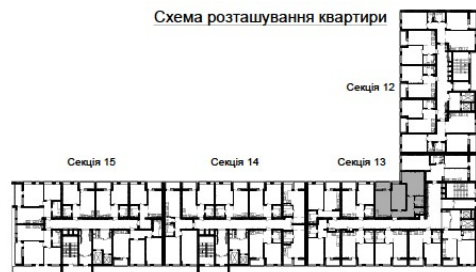 Схема розташування квартири
Секція 12
Секція 15
Секція 14
Секція 13